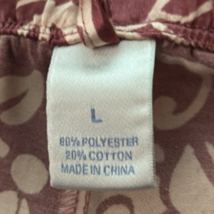 L
80% POLYESTER
20% COTTON
MADE IN CHINA